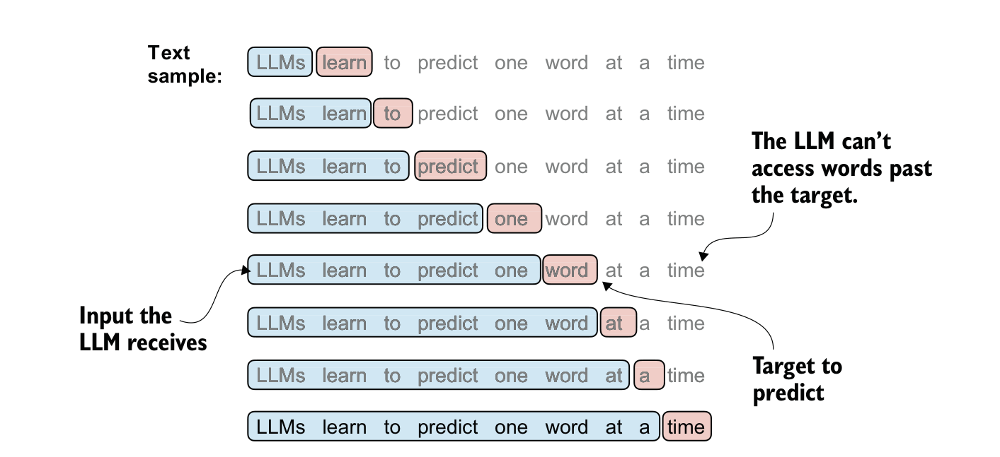 Text
sample:
LLMs learn to predict one word at a time
LLMs learn to predict one word at a time
LLMs learn to predict one word at a time
LLMs learn to predict one word at a time
LLMs learn to predict one word at a time
LLMs learn to predict one word at a time
LLMs learn to predict one word at a time
LLMs learn to predict one word at a time
The LLM can’t
access words past
the target.
Input the
LLM receives
Target to
predict